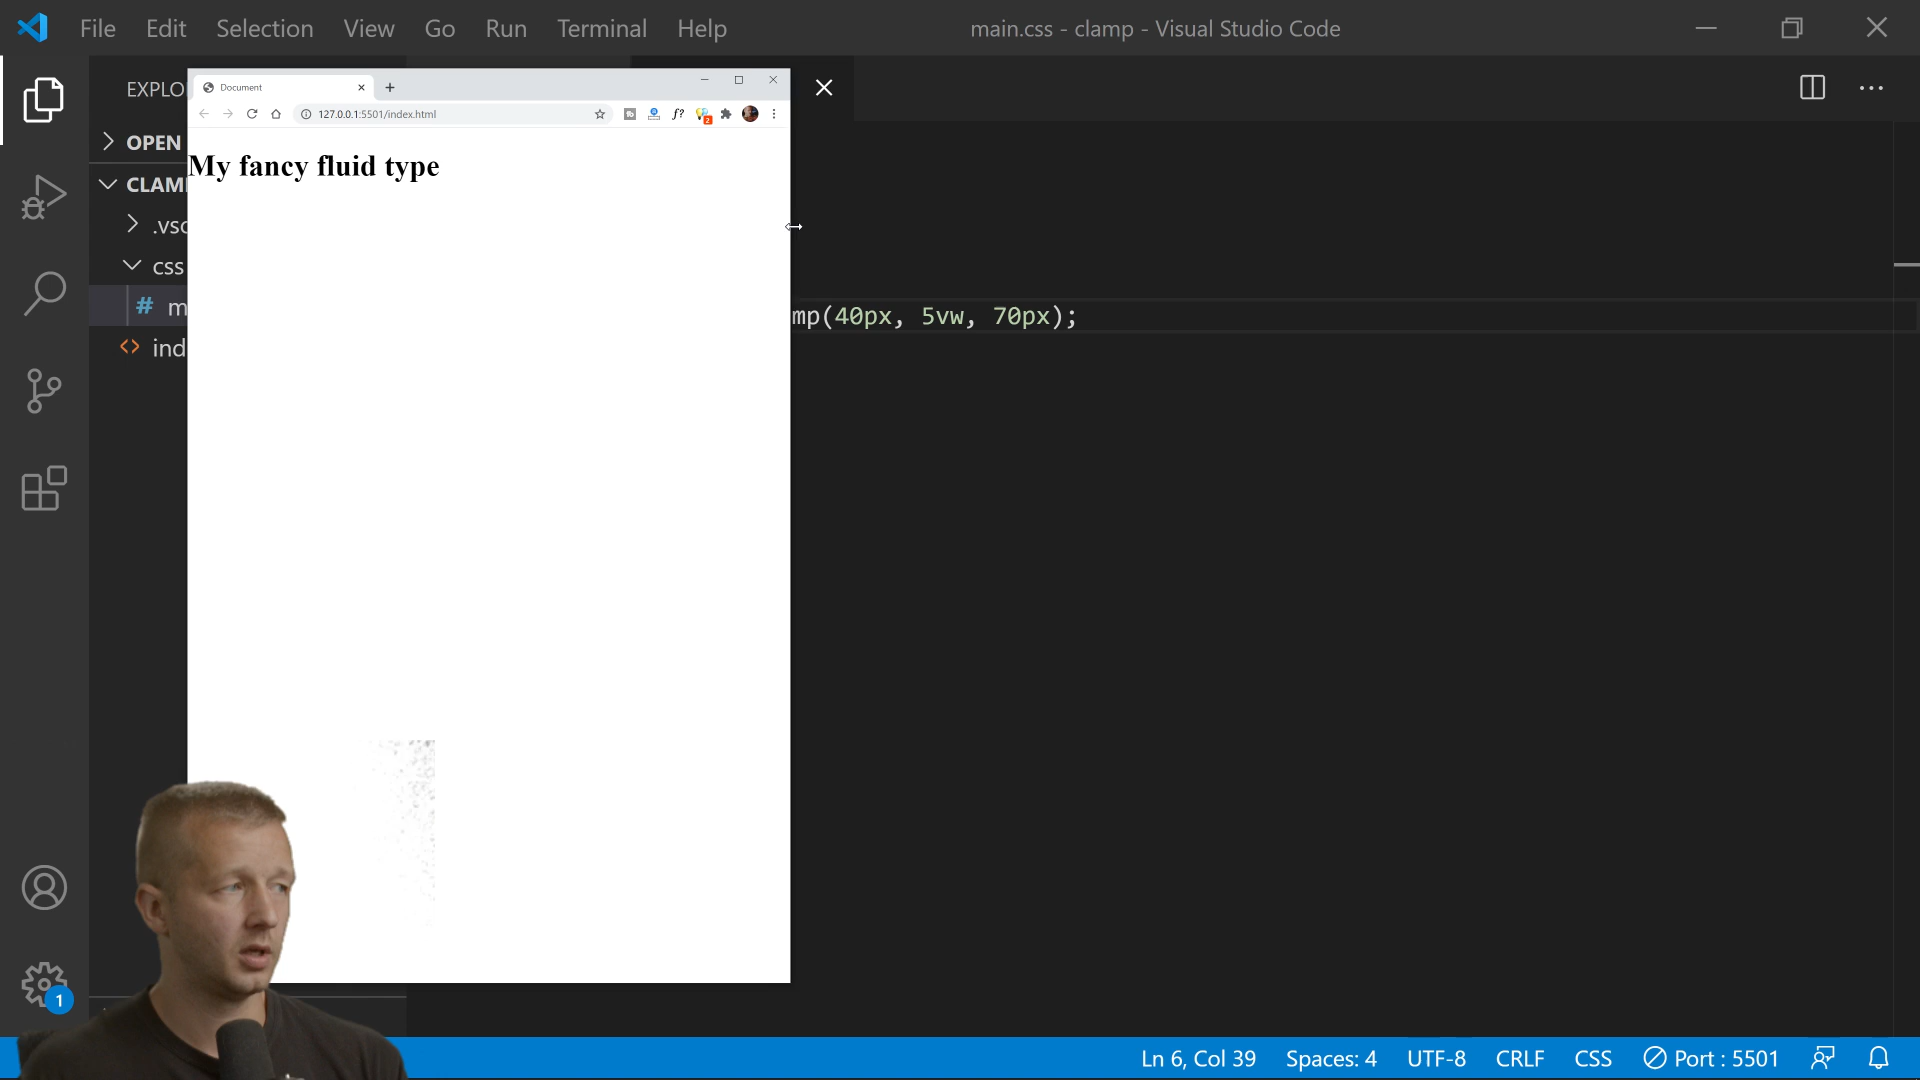 File Edit Selection View Go Run Terminal Help main.css - clamp - Visual Studio Code
EXPLO
Document
127.0.0.1:5501/index.html
f?
2
OPEN
My fancy fluid type
CLAM
.vsc
css
# m
mp(40px, 5vw, 70px);
<> ind
1
Ln 6, Col 39 Spaces: 4 UTF-8 CRLF CSS Port : 5501